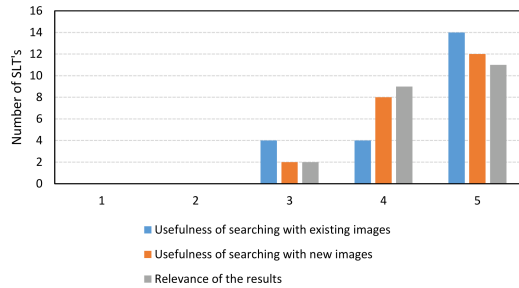 16
14
12
10
8
6
4
2
0
Number of SLT's
1 2 3 4 5
Usefulness of searching with existing images
Usefulness of searching with new images
Relevance of the results